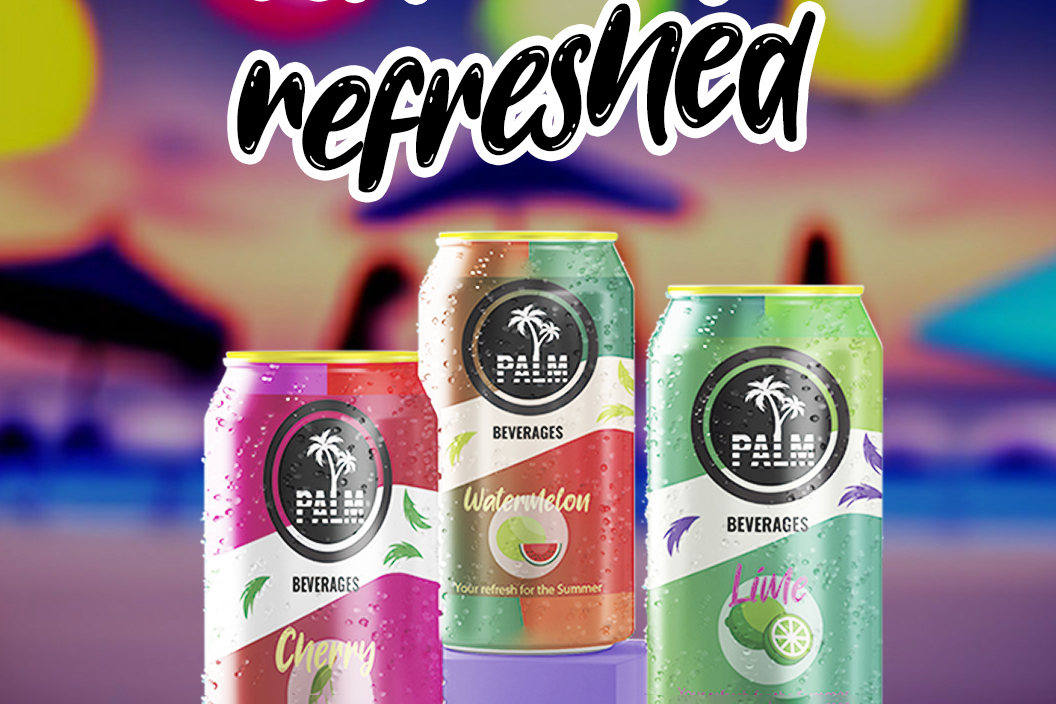 refreshed
PALM
BEVERAGES
Watermelon
"Your refresh for the Summer"
PALM
BEVERAGES
Lime
PALM
BEVERAGES
Cherry